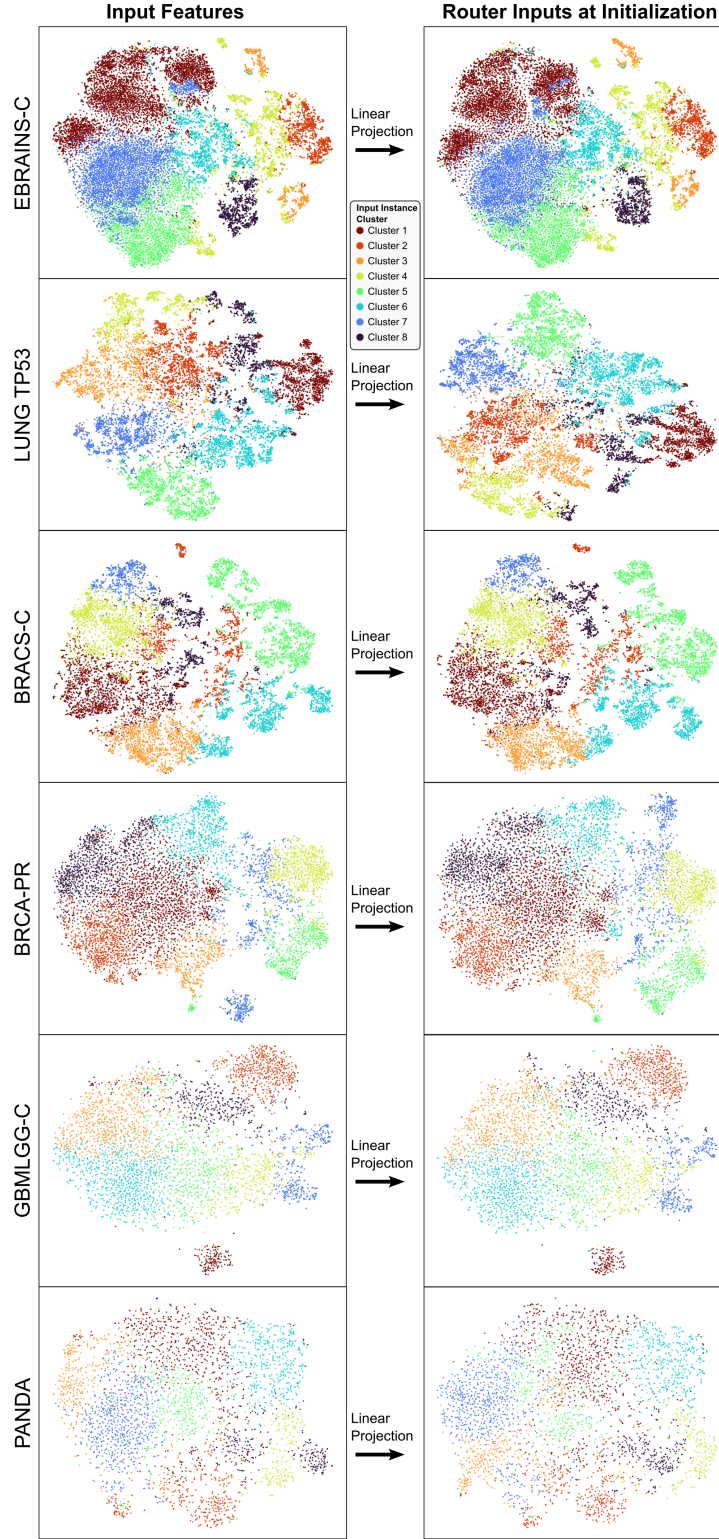 Input Features
Router Inputs at Initialization
EBRAINS-C
Linear
Projection
Input Instance
Cluster
Cluster 1
Cluster 2
Cluster 3
Cluster 4
Cluster 5
Cluster 6
Cluster 7
Cluster 8
LUNG TP53
Linear
Projection
BRACS-C
Linear
Projection
BRCA-PR
Linear
Projection
GBMLGG-C
Linear
Projection
PANDA
Linear
Projection